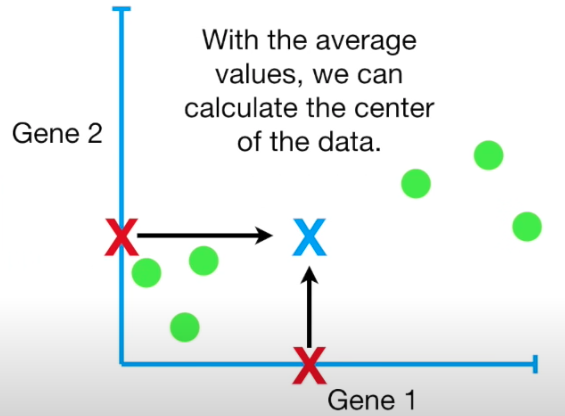 With the average
values, we can
calculate the center
of the data.
Gene 2
X
X
X
Gene 1